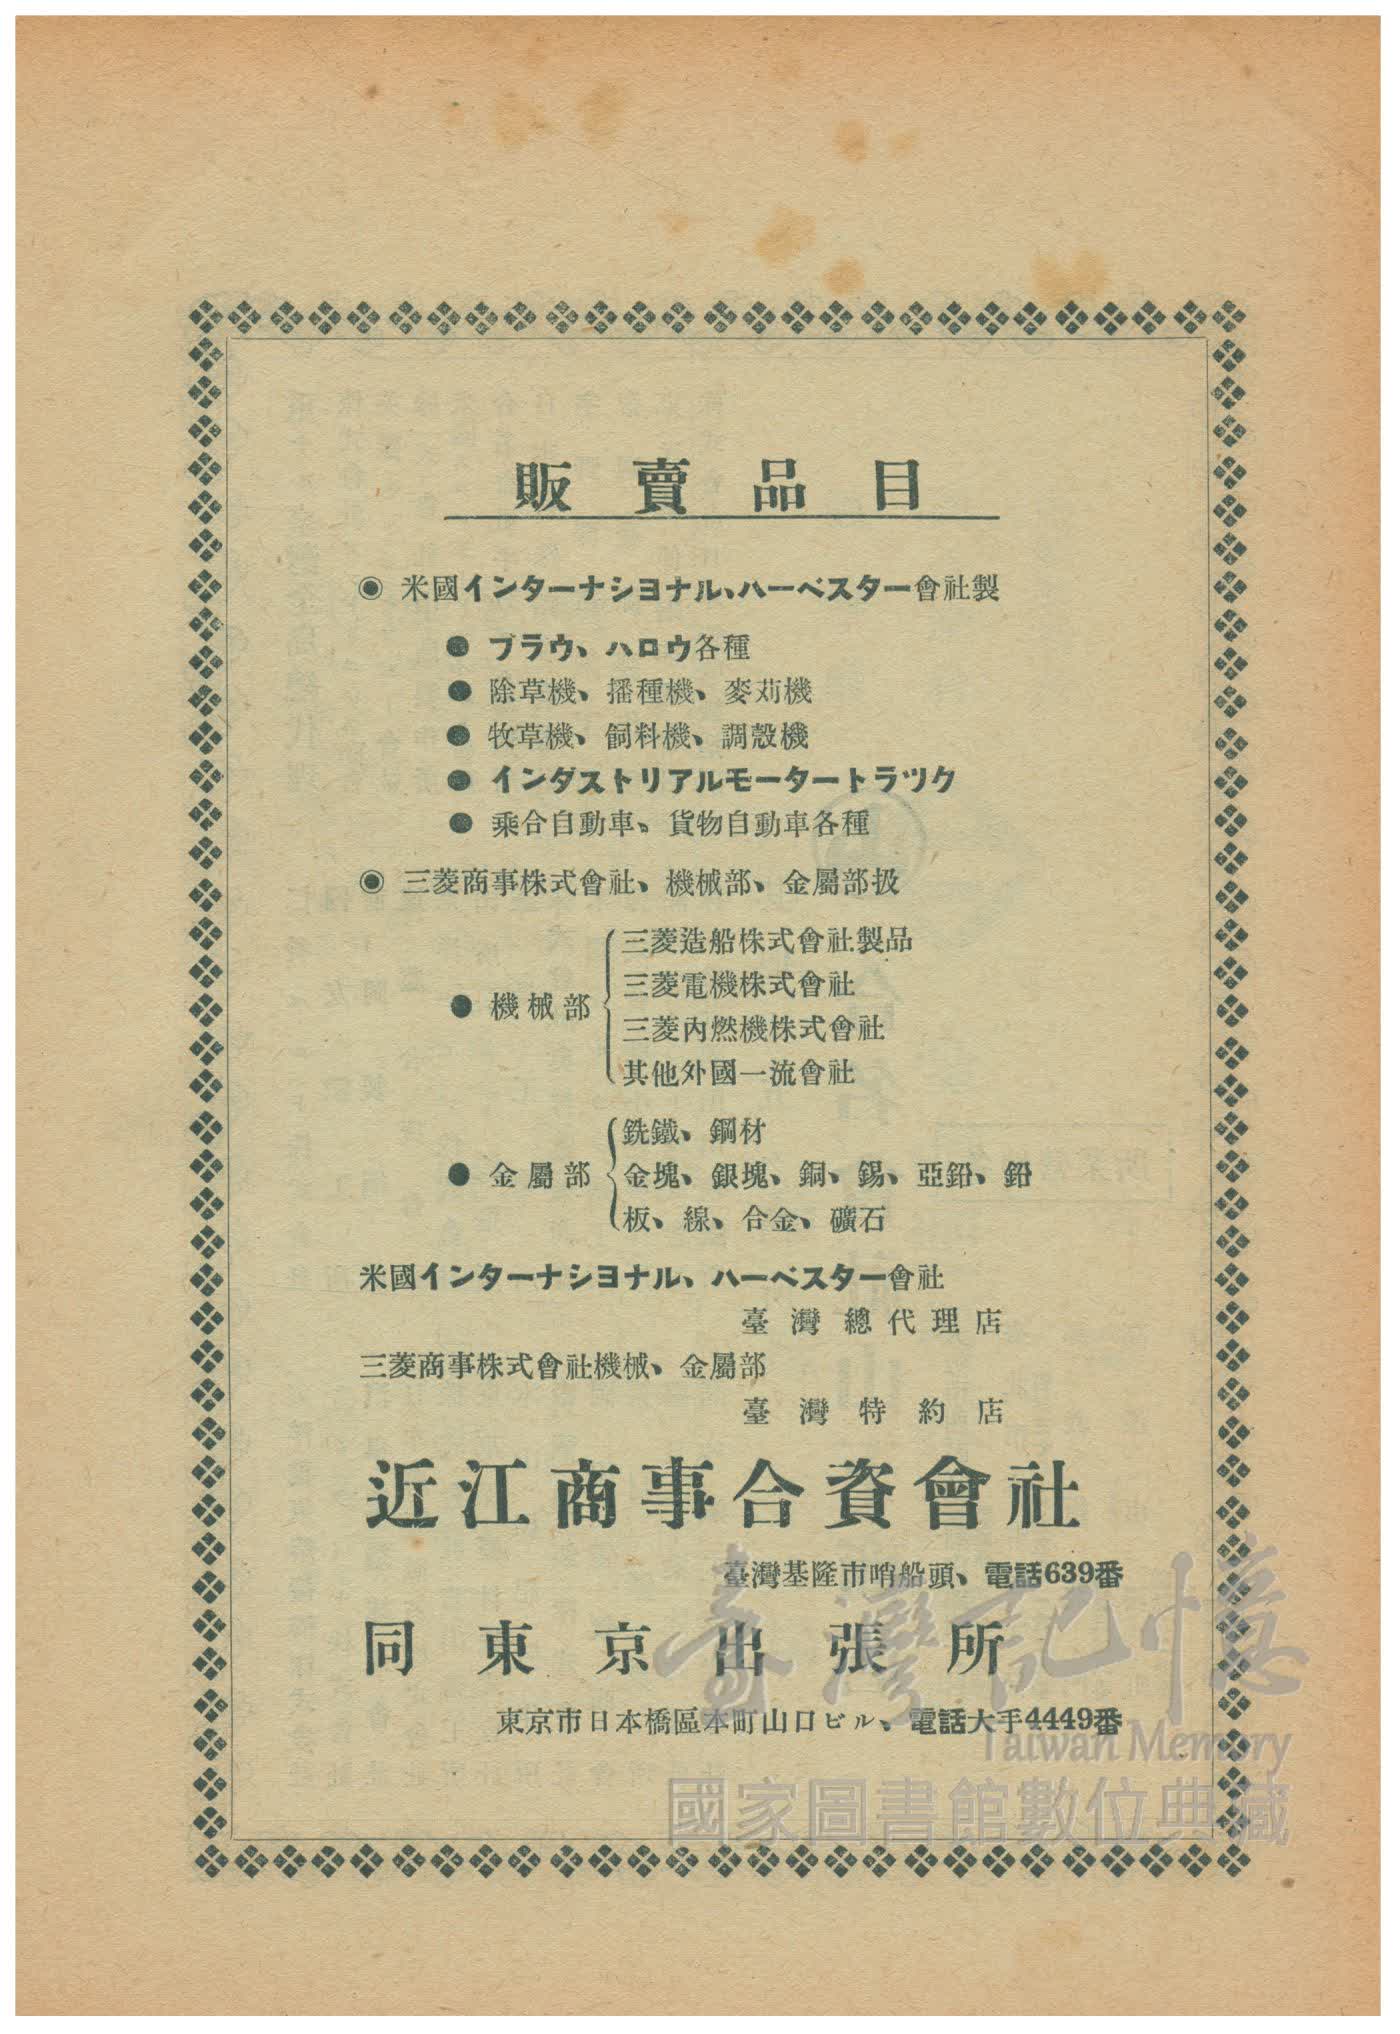 販賣品目
◉ 米國インターナシヨナル、ハーベスター會社製
● プラウ、ハロウ各種
● 除草機、播種機、麥苅機
● 牧草機、飼料機、調殼機
● インダストリアルモータートラツク
● 乘合自動車、貨物自動車各種
◉ 三菱商事株式會社、機械部、金屬部扱
● 機械部
三菱造船株式會社製品
三菱電機株式會社
三菱內燃機株式會社
其他外國一流會社
● 金屬部
銑鐵、鋼材
金塊、銀塊、銅、錫、亞鉛、鉛
板、線、合金、礦石
米國インターナシヨナル、ハーベスター會社
臺灣總代理店
三菱商事株式會社機械、金屬部
臺灣特約店
近江商事合資會社
臺灣基隆市哨船頭、電話639番
同東京出張所
東京市日本橋區本町山口ビル、電話大手4449番
臺灣記憶
Taiwan Memory
國家圖書館數位典藏